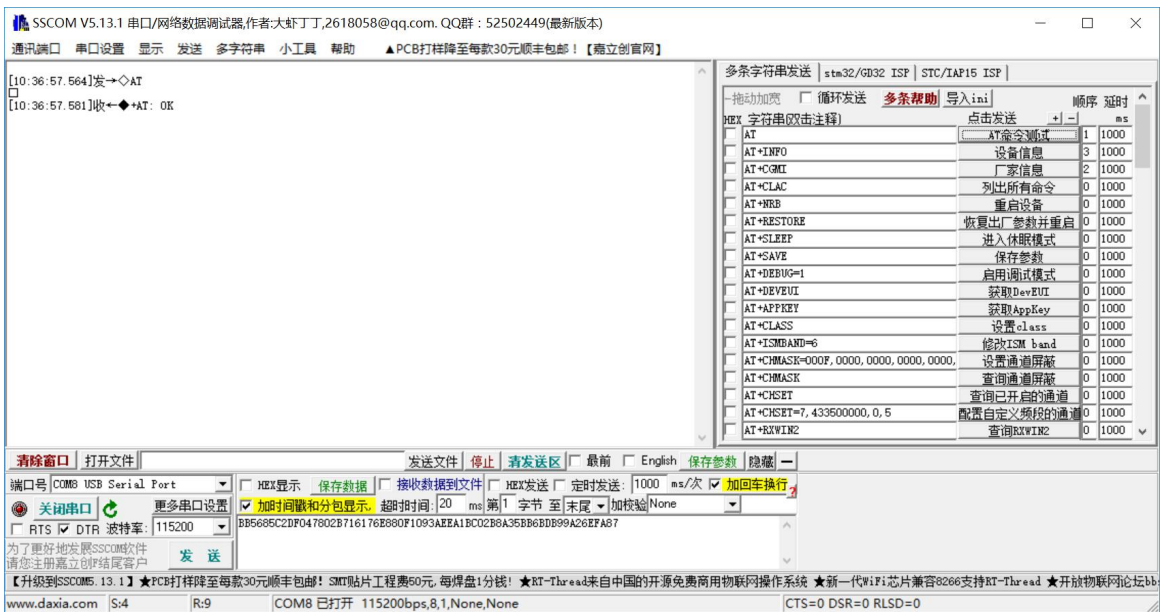 SSCOM V5.13.1 串口/网络数据调试器,作者:大虾丁丁,2618058@qq.com. QQ群：52502449(最新版本)
通讯端口 串口设置 显示 发送 多字符串 小工具 帮助 ▲PCB打样降至每款30元顺丰包邮！【嘉立创官网】
[10:36:57.564]发→◇AT
□
[10:36:57.581]收←◆+AT: OK
多条字符串发送 stm32/GD32 ISP STC/IAP15 ISP
拖动加宽 循环发送 多条帮助 导入ini 顺序 延时
HEX 字符串(双击注释) 点击发送 + - ms
AT AT命令测试 1 1000
AT+INFO 设备信息 3 1000
AT+CGMI 厂家信息 2 1000
AT+CLAC 列出所有命令 0 1000
AT+NRB 重启设备 0 1000
AT+RESTORE 恢复出厂参数并重启 0 1000
AT+SLEEP 进入休眠模式 0 1000
AT+SAVE 保存参数 0 1000
AT+DEBUG=1 启用调试模式 0 1000
AT+DEVEUI 获取DevEUI 0 1000
AT+APPKEY 获取AppKey 0 1000
AT+CLASS 设置class 0 1000
AT+ISMBAND=6 修改ISM band 0 1000
AT+CHMASK=000F,0000,0000,0000,0000, 设置通道屏蔽 0 1000
AT+CHMASK 查询通道屏蔽 0 1000
AT+CHSET 查询已开启的通道 0 1000
AT+CHSET=7,433500000,0,5 配置自定义频段的通道 0 1000
AT+RXWIN2 查询RXWIN2 0 1000
清除窗口 打开文件 发送文件 停止 清发送区 最前 English 保存参数 隐藏 —
端口号 COM8 USB Serial Port HEX显示 保存数据 接收数据到文件 HEX发送 定时发送: 1000 ms/次 加回车换行
关闭串口 更多串口设置 加时间戳和分包显示, 超时时间: 20 ms 第1 字节 至 末尾 加校验 None
RTS DTR 波特率: 115200
BB5685C2DF047802B716176E880F1093AEEA1BC02B8A35BB6BDB99A26EFA87
为了更好地发展SSCOM软件
请您注册嘉立创F结尾客户
发 送
【升级到SSCOM5.13.1】★PCB打样降至每款30元顺丰包邮！SMT贴片工程费50元,每焊盘1分钱！★RT-Thread来自中国的开源免费商用物联网操作系统 ★新一代WiFi芯片兼容8266支持RT-Thread ★开放物联网论坛bb
www.daxia.com S:4 R:9 COM8 已打开 115200bps,8,1,None,None CTS=0 DSR=0 RLSD=0